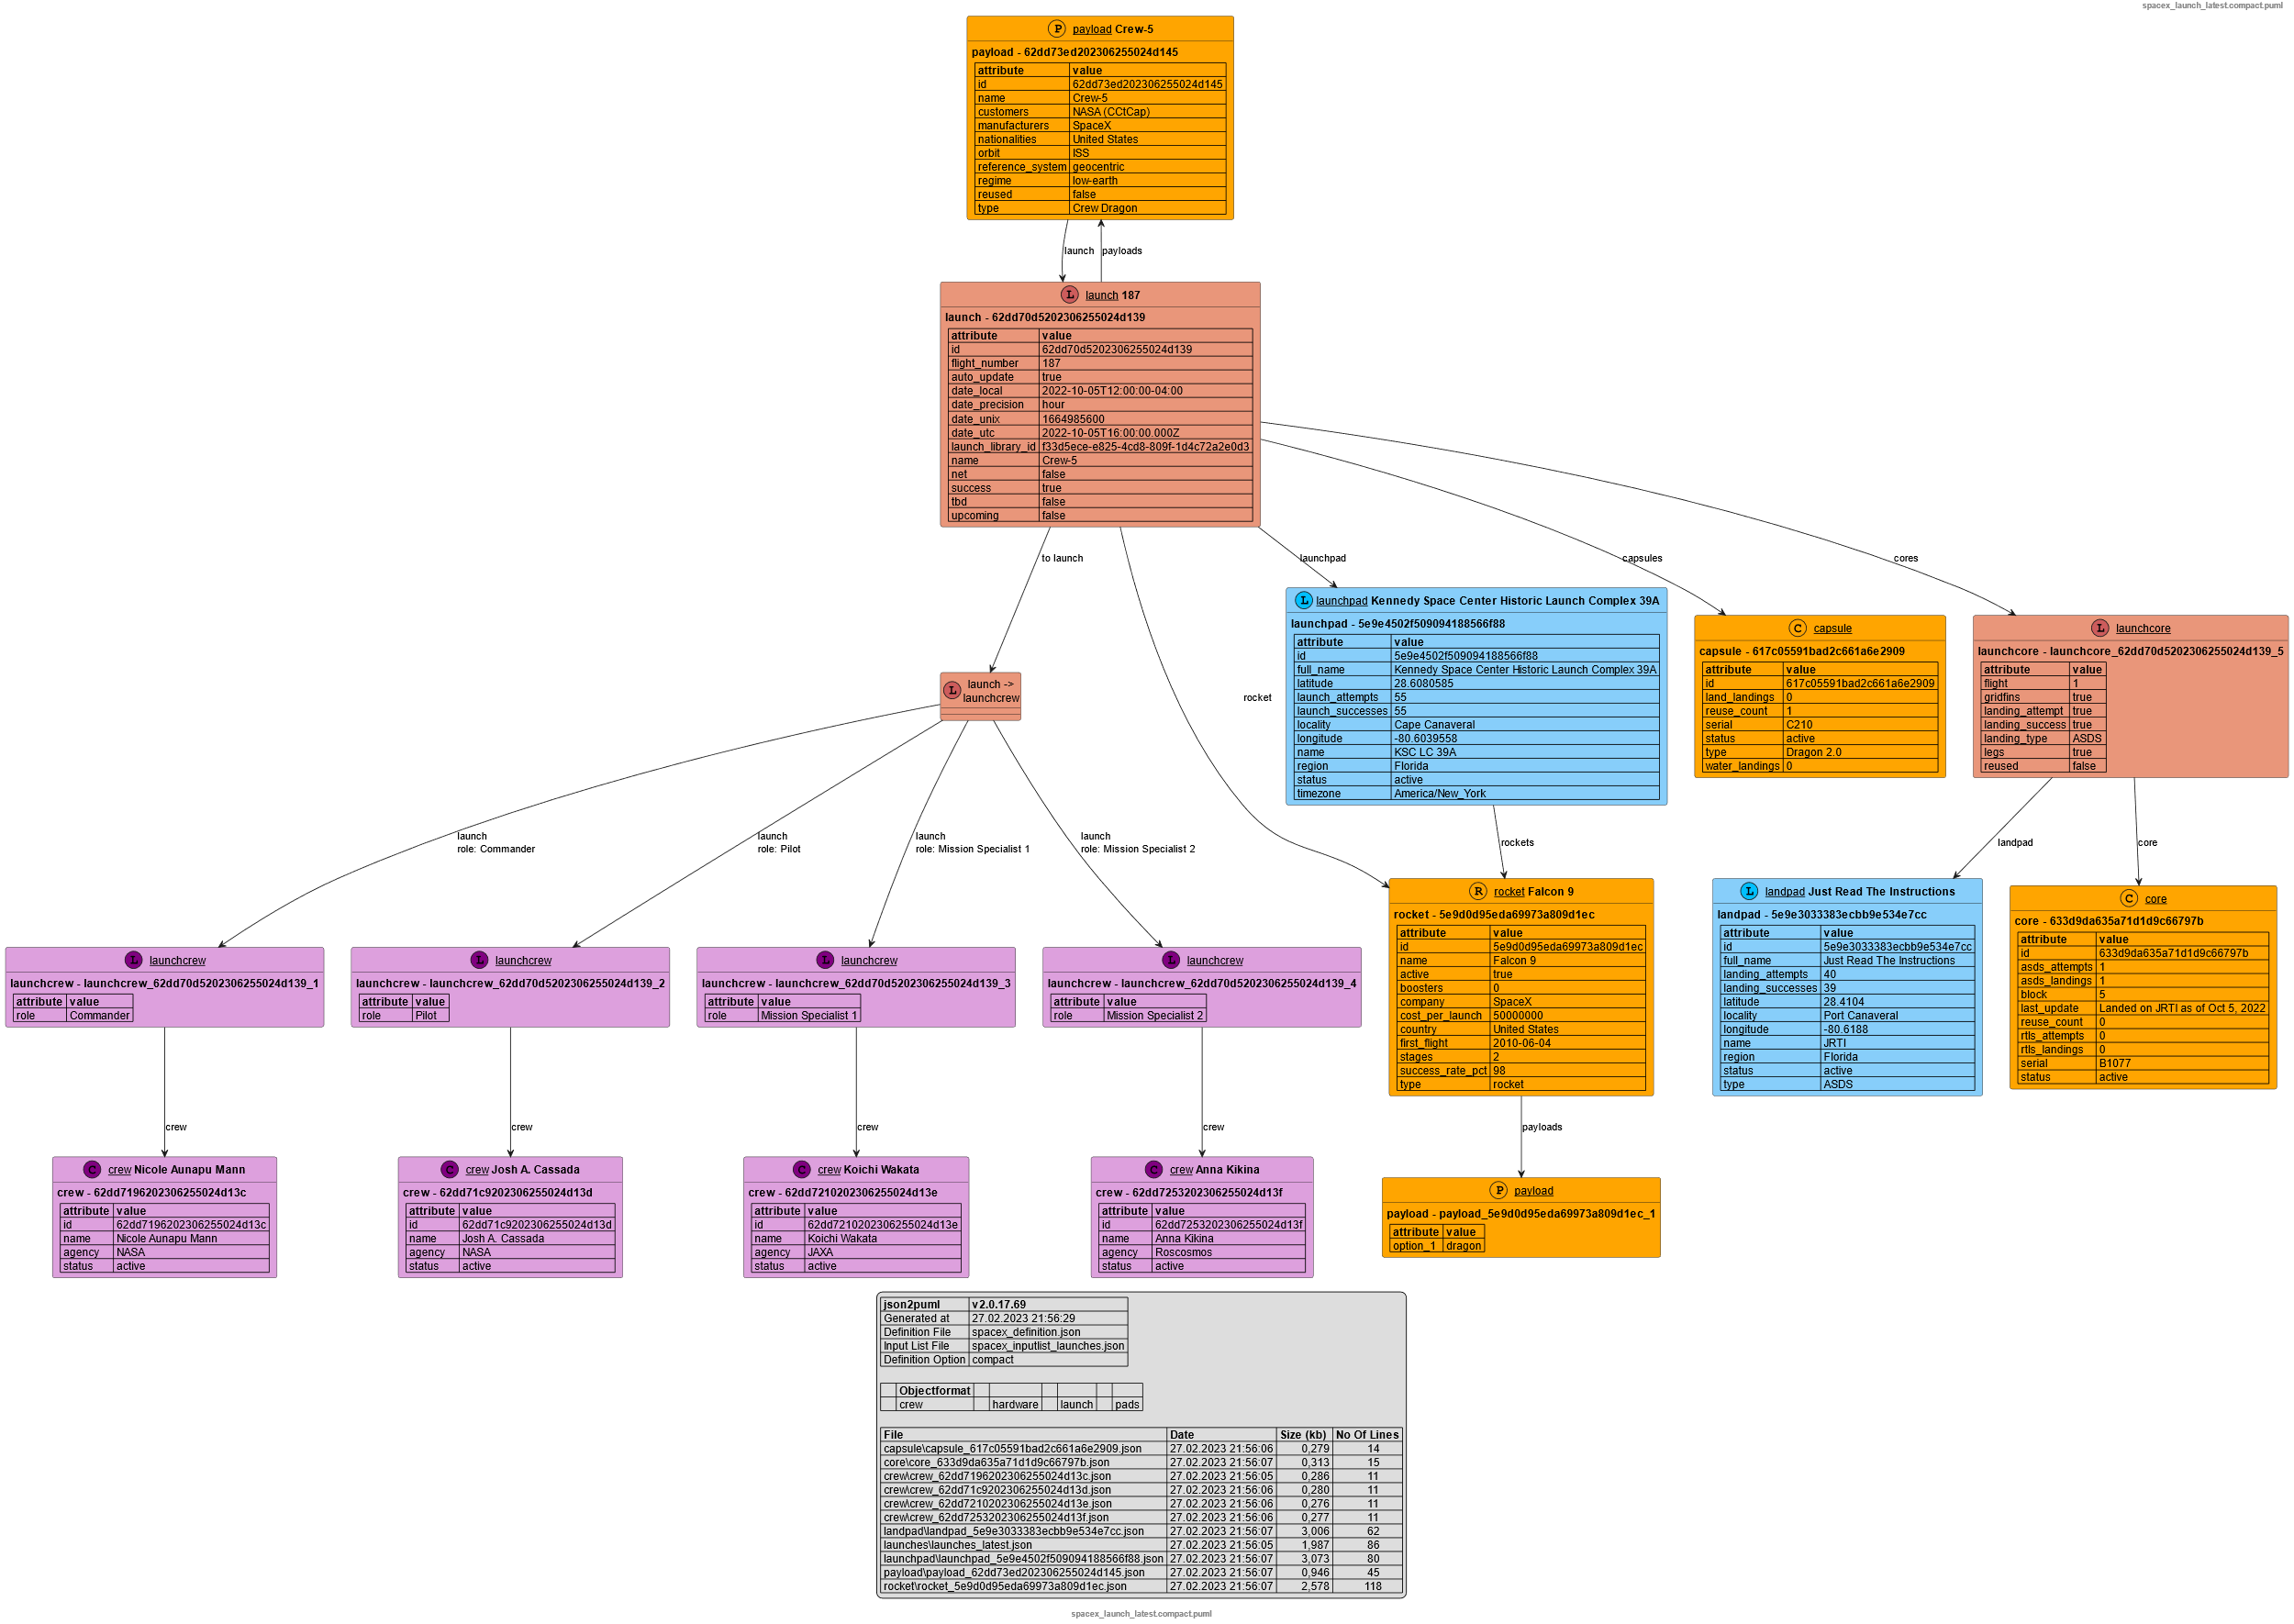 spacex_launch_latest.compact.puml
P payload Crew-5
payload - 62dd73ed202306255024d145
attribute value
id 62dd73ed202306255024d145
name Crew-5
customers NASA (CCtCap)
manufacturers SpaceX
nationalities United States
orbit ISS
reference_system geocentric
regime low-earth
reused false
type Crew Dragon
launch payloads
L launch 187
launch - 62dd70d5202306255024d139
attribute value
id 62dd70d5202306255024d139
flight_number 187
auto_update true
date_local 2022-10-05T12:00:00-04:00
date_precision hour
date_unix 1664985600
date_utc 2022-10-05T16:00:00.000Z
launch_library_id f33d5ece-e825-4cd8-809f-1d4c72a2e0d3
name Crew-5
net false
success true
tbd false
upcoming false
to launch
rocket
launchpad
capsules
cores
L launch ->
launchcrew
L launchpad Kennedy Space Center Historic Launch Complex 39A
launchpad - 5e9e4502f509094188566f88
attribute value
id 5e9e4502f509094188566f88
full_name Kennedy Space Center Historic Launch Complex 39A
latitude 28.6080585
launch_attempts 55
launch_successes 55
locality Cape Canaveral
longitude -80.6039558
name KSC LC 39A
region Florida
status active
timezone America/New_York
C capsule
capsule - 617c05591bad2c661a6e2909
attribute value
id 617c05591bad2c661a6e2909
land_landings 0
reuse_count 1
serial C210
status active
type Dragon 2.0
water_landings 0
L launchcore
launchcore - launchcore_62dd70d5202306255024d139_5
attribute value
flight 1
gridfins true
landing_attempt true
landing_success true
landing_type ASDS
legs true
reused false
launch
role: Commander
launch
role: Pilot
launch
role: Mission Specialist 1
launch
role: Mission Specialist 2
rockets
landpad
core
L launchcrew
launchcrew - launchcrew_62dd70d5202306255024d139_1
attribute value
role Commander
L launchcrew
launchcrew - launchcrew_62dd70d5202306255024d139_2
attribute value
role Pilot
L launchcrew
launchcrew - launchcrew_62dd70d5202306255024d139_3
attribute value
role Mission Specialist 1
L launchcrew
launchcrew - launchcrew_62dd70d5202306255024d139_4
attribute value
role Mission Specialist 2
R rocket Falcon 9
rocket - 5e9d0d95eda69973a809d1ec
attribute value
id 5e9d0d95eda69973a809d1ec
name Falcon 9
active true
boosters 0
company SpaceX
cost_per_launch 50000000
country United States
first_flight 2010-06-04
stages 2
success_rate_pct 98
type rocket
L landpad Just Read The Instructions
landpad - 5e9e3033383ecbb9e534e7cc
attribute value
id 5e9e3033383ecbb9e534e7cc
full_name Just Read The Instructions
landing_attempts 40
landing_successes 39
latitude 28.4104
locality Port Canaveral
longitude -80.6188
name JRTI
region Florida
status active
type ASDS
C core
core - 633d9da635a71d1d9c66797b
attribute value
id 633d9da635a71d1d9c66797b
asds_attempts 1
asds_landings 1
block 5
last_update Landed on JRTI as of Oct 5, 2022
reuse_count 0
rtls_attempts 0
rtls_landings 0
serial B1077
status active
crew
crew
crew
crew
payloads
C crew Nicole Aunapu Mann
crew - 62dd7196202306255024d13c
attribute value
id 62dd7196202306255024d13c
name Nicole Aunapu Mann
agency NASA
status active
C crew Josh A. Cassada
crew - 62dd71c9202306255024d13d
attribute value
id 62dd71c9202306255024d13d
name Josh A. Cassada
agency NASA
status active
C crew Koichi Wakata
crew - 62dd7210202306255024d13e
attribute value
id 62dd7210202306255024d13e
name Koichi Wakata
agency JAXA
status active
C crew Anna Kikina
crew - 62dd7253202306255024d13f
attribute value
id 62dd7253202306255024d13f
name Anna Kikina
agency Roscosmos
status active
P payload
payload - payload_5e9d0d95eda69973a809d1ec_1
attribute value
option_1 dragon
json2puml v2.0.17.69
Generated at 27.02.2023 21:56:29
Definition File spacex_definition.json
Input List File spacex_inputlist_launches.json
Definition Option compact
Objectformat
crew hardware launch pads
File Date Size (kb) No Of Lines
capsule\capsule_617c05591bad2c661a6e2909.json 27.02.2023 21:56:06 0,279 14
core\core_633d9da635a71d1d9c66797b.json 27.02.2023 21:56:07 0,313 15
crew\crew_62dd7196202306255024d13c.json 27.02.2023 21:56:05 0,286 11
crew\crew_62dd71c9202306255024d13d.json 27.02.2023 21:56:06 0,280 11
crew\crew_62dd7210202306255024d13e.json 27.02.2023 21:56:06 0,276 11
crew\crew_62dd7253202306255024d13f.json 27.02.2023 21:56:06 0,277 11
landpad\landpad_5e9e3033383ecbb9e534e7cc.json 27.02.2023 21:56:07 3,006 62
launches\launches_latest.json 27.02.2023 21:56:05 1,987 86
launchpad\launchpad_5e9e4502f509094188566f88.json 27.02.2023 21:56:07 3,073 80
payload\payload_62dd73ed202306255024d145.json 27.02.2023 21:56:07 0,946 45
rocket\rocket_5e9d0d95eda69973a809d1ec.json 27.02.2023 21:56:07 2,578 118
spacex_launch_latest.compact.puml